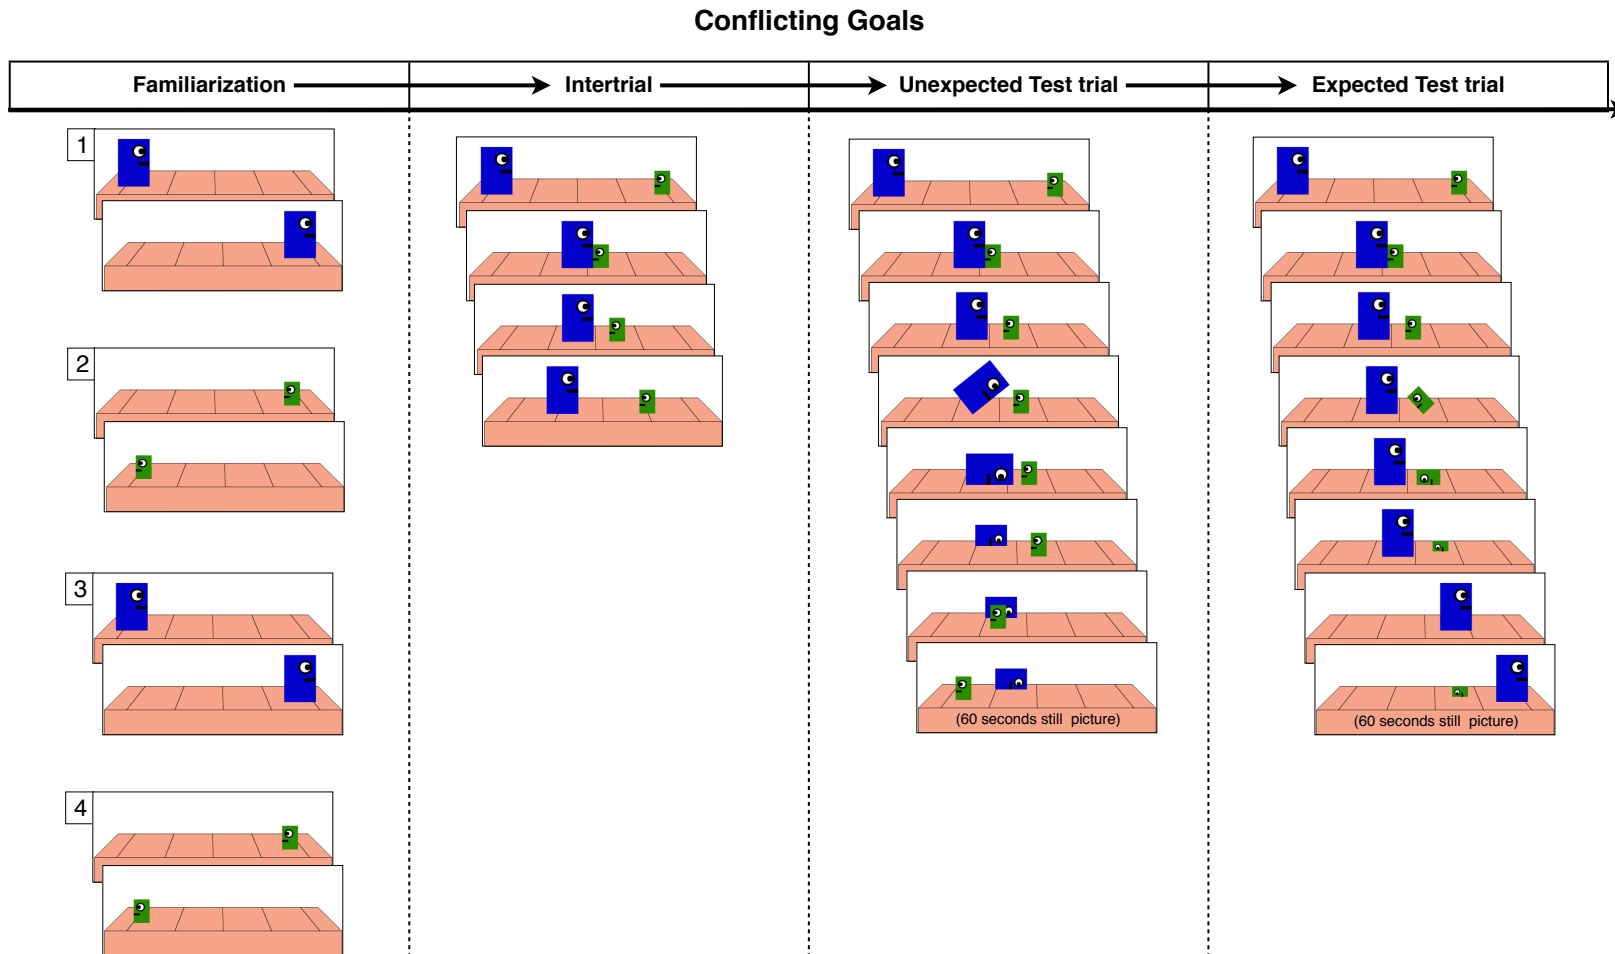 Conflicting Goals
Familiarization
Intertrial
Unexpected Test trial
Expected Test trial
1
2
3
4
(60 seconds still picture)
(60 seconds still picture)